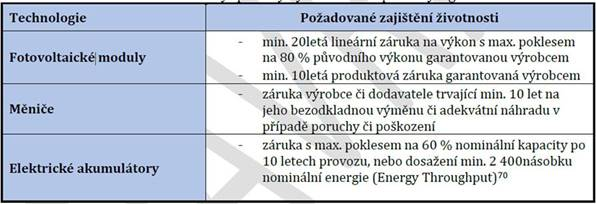 Technologie
Požadované zajištění životnosti
Fotovoltaické moduly
- min. 20letá lineární záruka na výkon s max. poklesem
na 80 % původního výkonu garantovanou výrobcem
- min. 10letá produktová záruka garantovaná výrobcem
Měniče
- záruka výrobce či dodavatele trvající min. 10 let na
jeho bezodkladnou výměnu či adekvátní náhradu v
případě poruchy či poškození
Elektrické akumulátory
- záruka s max. poklesem na 60 % nominální kapacity po
10 letech provozu, nebo dosažení min. 2 400násobku
nominální energie (Energy Throughput)70